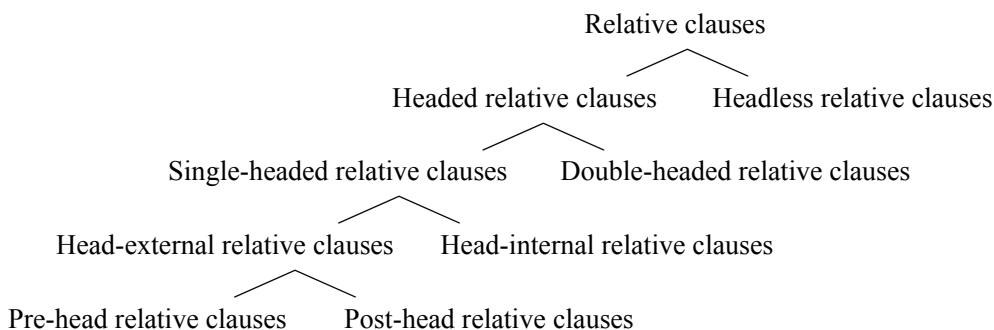 Relative clauses
Headed relative clauses Headless relative clauses
Single-headed relative clauses Double-headed relative clauses
Head-external relative clauses Head-internal relative clauses
Pre-head relative clauses Post-head relative clauses